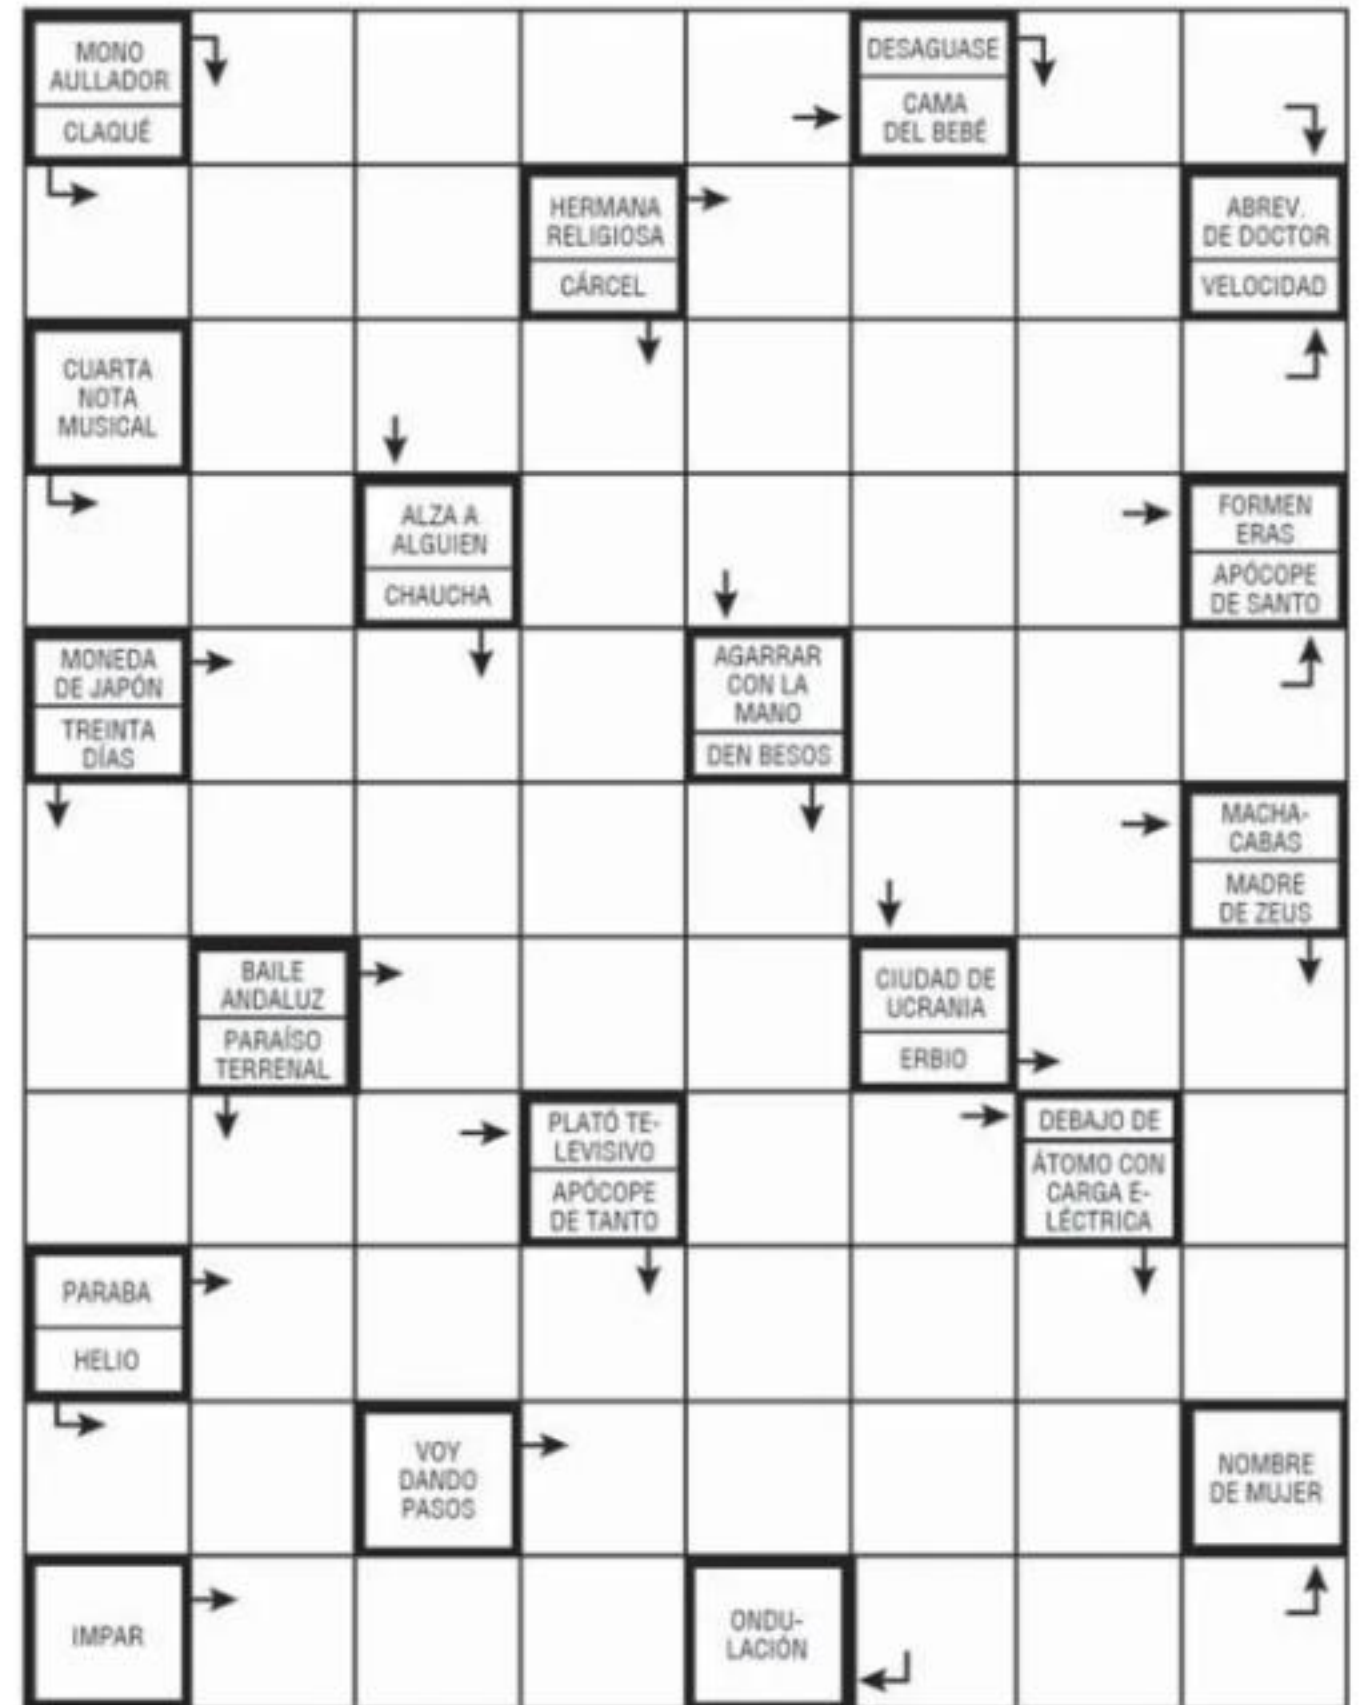 MONO
AULLADOR
CLAQUÉ
DESAGUASE
CAMA
DEL BEBÉ
HERMANA
RELIGIOSA
CÁRCEL
ABREV.
DE DOCTOR
VELOCIDAD
CUARTA
NOTA
MUSICAL
ALZA A
ALGUIEN
CHAUCHA
FORMEN
ERAS
APÓCOPE
DE SANTO
MONEDA
DE JAPÓN
TREINTA
DÍAS
AGARRAR
CON LA
MANO
DEN BESOS
MACHA-
CABAS
MADRE
DE ZEUS
BAILE
ANDALUZ
PARAÍSO
TERRENAL
CIUDAD DE
UCRANIA
ERBIO
PLATÓ TE-
LEVISIVO
APÓCOPE
DE TANTO
DEBAJO DE
ÁTOMO CON
CARGA E-
LÉCTRICA
PARABA
HELIO
VOY
DANDO
PASOS
NOMBRE
DE MUJER
IMPAR
ONDU-
LACIÓN